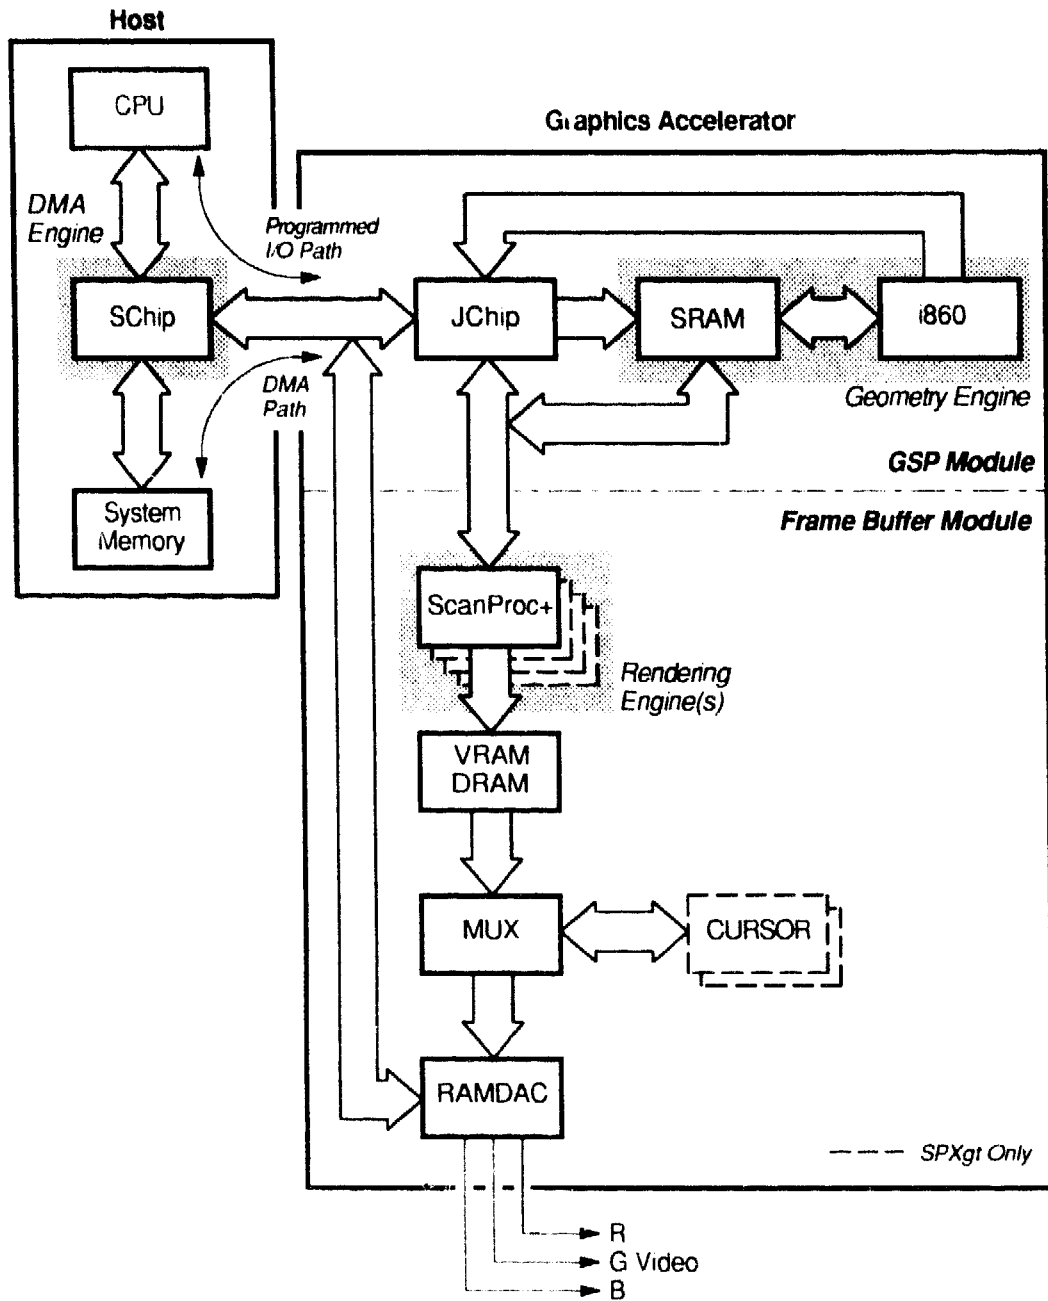 Host
CPU
Graphics Accelerator
DMA
Engine
Programmed
I/O Path
SChip
JChip
SRAM
i860
DMA
Path
Geometry Engine
GSP Module
System
Memory
Frame Buffer Module
ScanProc+
Rendering
Engine(s)
VRAM
DRAM
MUX
CURSOR
RAMDAC
SPXgt Only
R
G Video
B